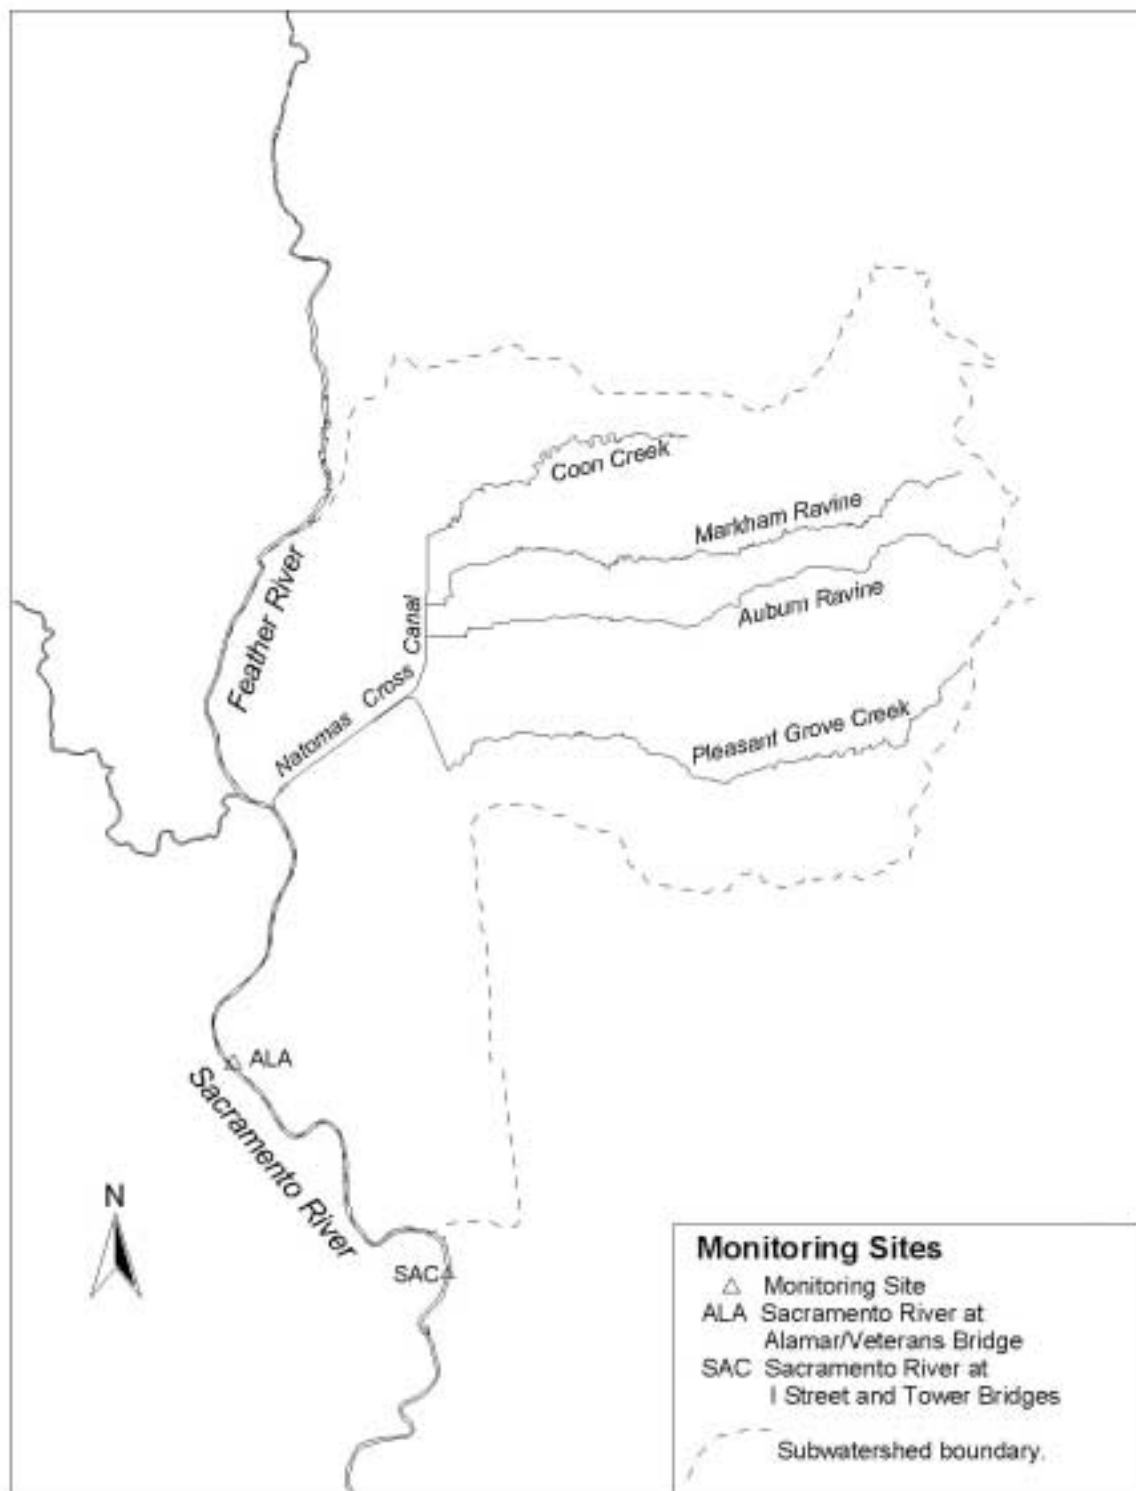 Coon Creek
Markham Ravine
Auburn Ravine
Feather River
Natomas Cross Canal
Pleasant Grove Creek
ALA
Sacramento River
N
SAC
Monitoring Sites
Monitoring Site
ALA Sacramento River at
Alamar/Veterans Bridge
SAC Sacramento River at
I Street and Tower Bridges
Subwatershed boundary.